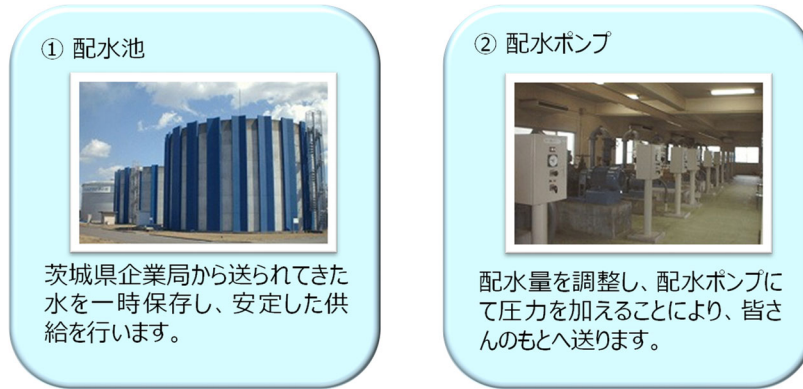 ① 配水池
茨城県企業局から送られてきた
水を一時保存し、安定した供
給を行います。
② 配水ポンプ
配水量を調整し、配水ポンプに
て圧力を加えることにより、皆さ
んのもとへ送ります。